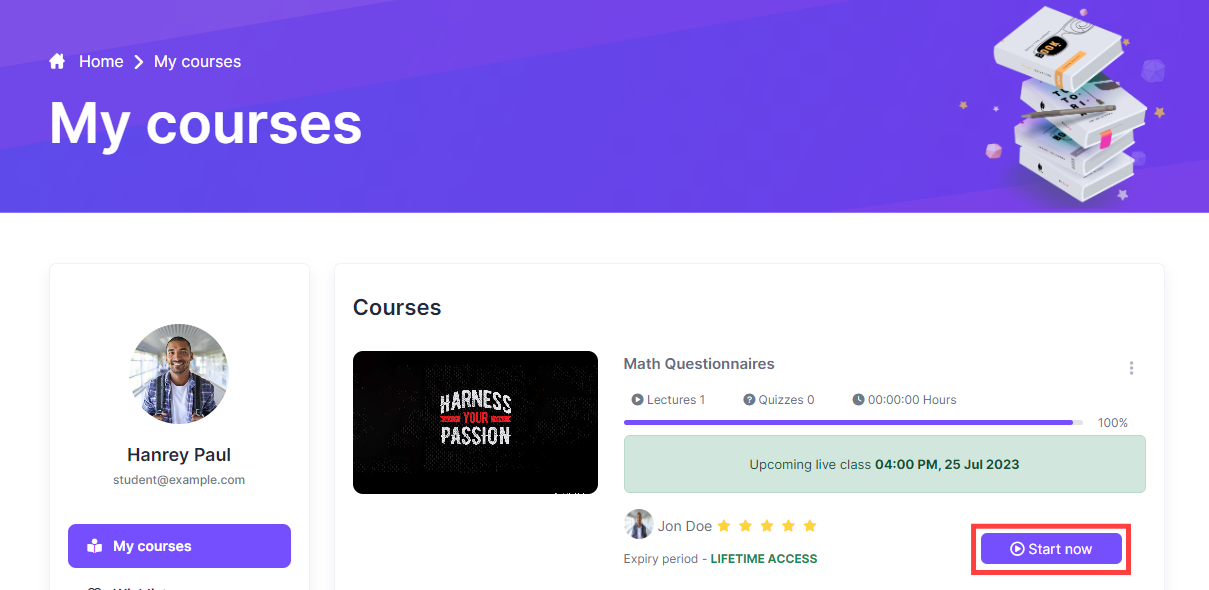 Home My courses
My courses
BOOK
Hanrey Paul
student@example.com
My courses
Courses
HARNESS
YOUR
PASSION
Math Questionnaires
Lectures 1 Quizzes 0 00:00:00 Hours
100%
Upcoming live class 04:00 PM, 25 Jul 2023
Jon Doe
Expiry period - LIFETIME ACCESS
Start now